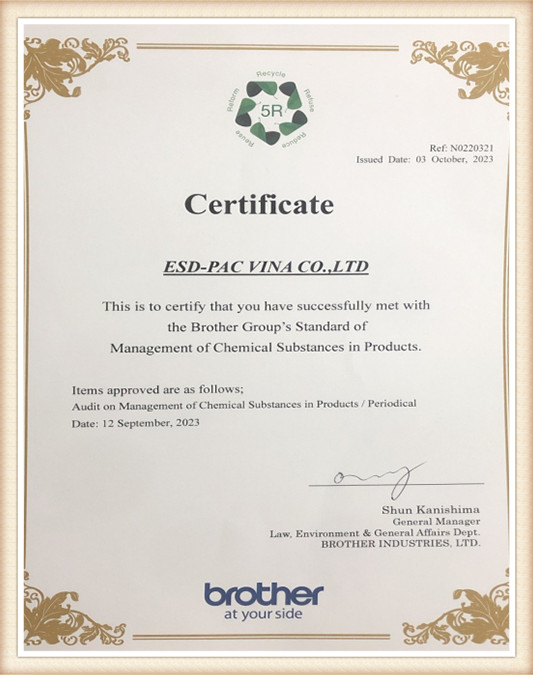 Recycle
Reform
Refuse
5R
Reuse
Reduce
Ref: N0220321
Issued Date: 03 October, 2023
Certificate
ESD-PAC VINA CO.,LTD
This is to certify that you have successfully met with
the Brother Group's Standard of
Management of Chemical Substances in Products.
Items approved are as follows;
Audit on Management of Chemical Substances in Products / Periodical
Date: 12 September, 2023
Shun Kanishima
General Manager
Law, Environment & General Affairs Dept.
BROTHER INDUSTRIES, LTD.
brother
at your side